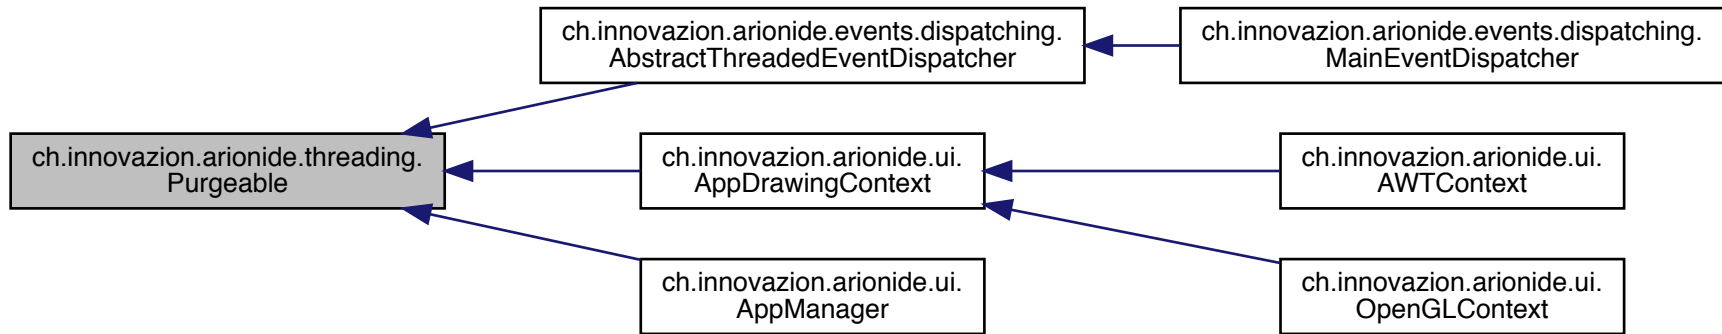 ch.innovazion.arionide.events.dispatching.
AbstractThreadedEventDispatcher
ch.innovazion.arionide.events.dispatching.
MainEventDispatcher
ch.innovazion.arionide.threading.
Purgeable
ch.innovazion.arionide.ui.
AppDrawingContext
ch.innovazion.arionide.ui.
AWTContext
ch.innovazion.arionide.ui.
AppManager
ch.innovazion.arionide.ui.
OpenGLContext